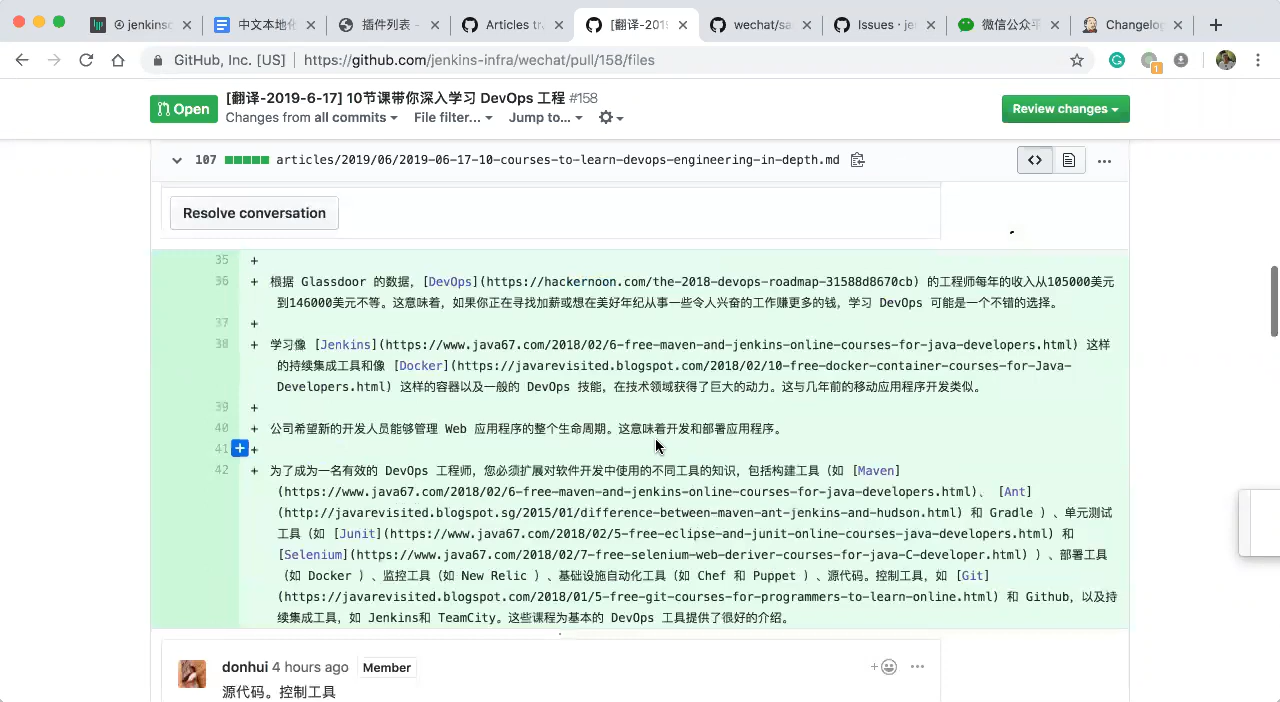 @ jenkinsc
中文本地化
插件列表 -
Articles tr
[翻译-2019
wechat/sa
Issues · je
微信公众平
Changelog
GitHub, Inc. [US] | https://github.com/jenkins-infra/wechat/pull/158/files
1
Open
[翻译-2019-6-17] 10节课带你深入学习 DevOps 工程 #158
Changes from all commits File filter... Jump to...
Review changes
107 articles/2019/06/2019-06-17-10-courses-to-learn-devops-engineering-in-depth.md
Resolve conversation
35 +
36 + 根据 Glassdoor 的数据，[DevOps](https://hackernoon.com/the-2018-devops-roadmap-31588d8670cb) 的工程师每年的收入从105000美元
到146000美元不等。这意味着，如果你正在寻找加薪或想在美好年纪从事一些令人兴奋的工作赚更多的钱，学习 DevOps 可能是一个不错的选择。
37 +
38 + 学习像 [Jenkins](https://www.java67.com/2018/02/6-free-maven-and-jenkins-online-courses-for-java-developers.html) 这样
的持续集成工具和像 [Docker](https://javarevisited.blogspot.com/2018/02/10-free-docker-container-courses-for-Java-
Developers.html) 这样的容器以及一般的 DevOps 技能，在技术领域获得了巨大的动力。这与几年前的移动应用程序开发类似。
39 +
40 + 公司希望新的开发人员能够管理 Web 应用程序的整个生命周期。这意味着开发和部署应用程序。
41 +
42 + 为了成为一名有效的 DevOps 工程师，您必须扩展对软件开发中使用的不同工具的知识，包括构建工具（如 [Maven]
(https://www.java67.com/2018/02/6-free-maven-and-jenkins-online-courses-for-java-developers.html)、 [Ant]
(http://javarevisited.blogspot.sg/2015/01/difference-between-maven-ant-jenkins-and-hudson.html) 和 Gradle ）、单元测试
工具（如 [Junit](https://www.java67.com/2018/02/5-free-eclipse-and-junit-online-courses-java-developers.html) 和
[Selenium](https://www.java67.com/2018/02/7-free-selenium-web-deriver-courses-for-java-C-developer.html) ）、部署工具
（如 Docker ）、监控工具（如 New Relic ）、基础设施自动化工具（如 Chef 和 Puppet ）、源代码。控制工具，如 [Git]
(https://javarevisited.blogspot.com/2018/01/5-free-git-courses-for-programmers-to-learn-online.html) 和 Github，以及持
续集成工具，如 Jenkins和 TeamCity。这些课程为基本的 DevOps 工具提供了很好的介绍。
donhui 4 hours ago Member
源代码。控制工具